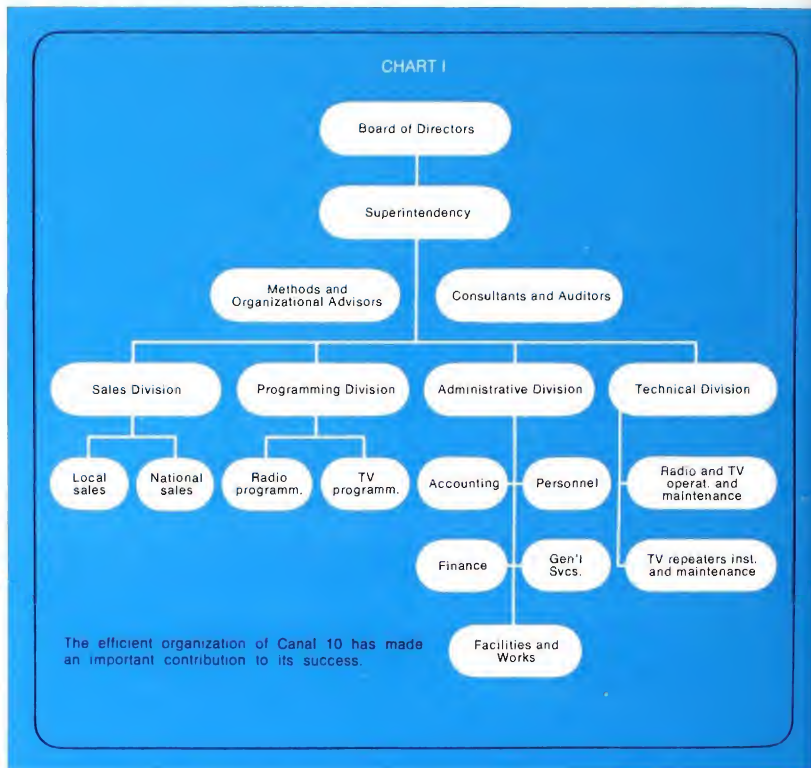 CHART I
Board of Directors
Superintendency
Methods and
Organizational Advisors
Consultants and Auditors
Sales Division
Programming Division
Administrative Division
Technical Division
Local
sales
National
sales
Radio
programm.
TV
programm.
Accounting
Personnel
Radio and TV
operat. and
maintenance
Finance
Gen'l
Svcs.
TV repeaters inst.
and maintenance
Facilities and
Works
The efficient organization of Canal 10 has made
an important contribution to its success.